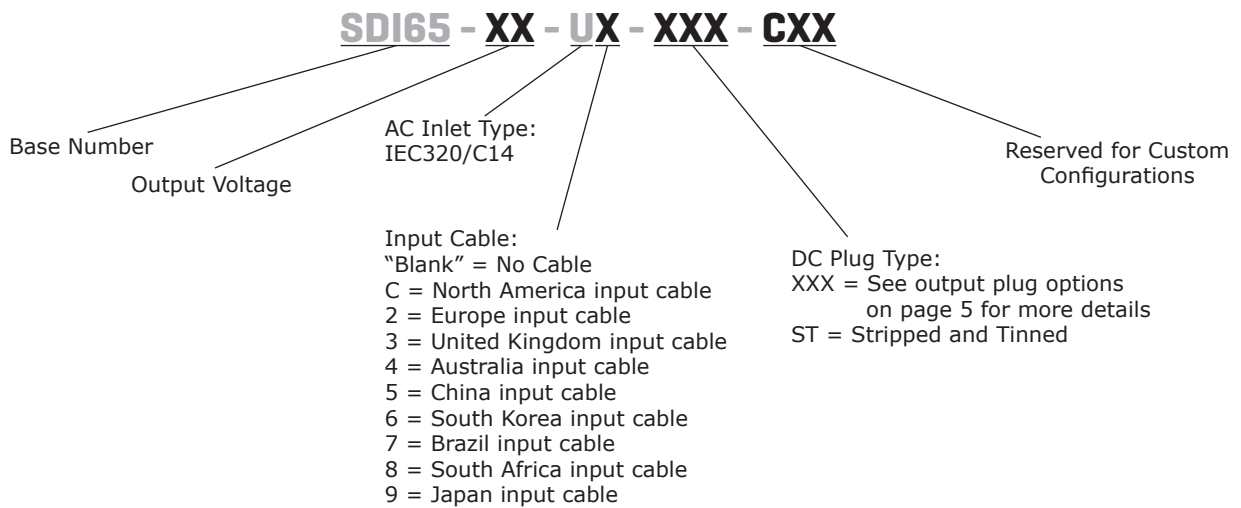 SDI65 - XX - UX - XXX - CXX
Base Number
Output Voltage
AC Inlet Type:
IEC320/C14
Input Cable:
“Blank” = No Cable
C = North America input cable
2 = Europe input cable
3 = United Kingdom input cable
4 = Australia input cable
5 = China input cable
6 = South Korea input cable
7 = Brazil input cable
8 = South Africa input cable
9 = Japan input cable
DC Plug Type:
XXX = See output plug options
on page 5 for more details
ST = Stripped and Tinned
Reserved for Custom
Configurations